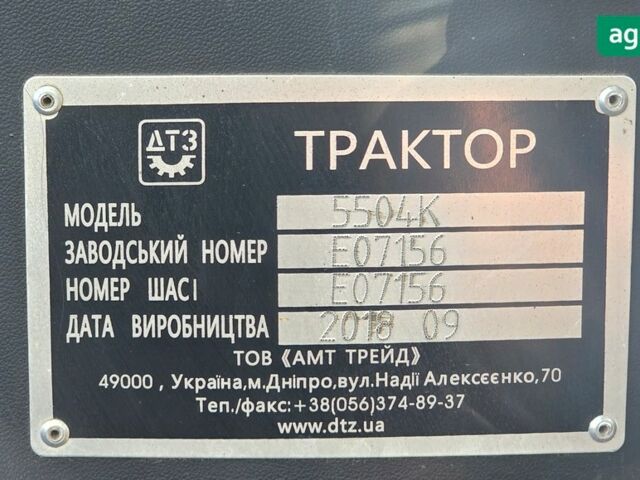 ag
ДТЗ
ТРАКТОР
МОДЕЛЬ 5504К
ЗАВОДСЬКИЙ НОМЕР Е07156
НОМЕР ШАСІ Е07156
ДАТА ВИРОБНИЦТВА 2018 09
ТОВ 《АМТ ТРЕЙД》
49000 , Україна,м.Дніпро,вул.Надії Алексєєнко,70
Теп./факс:+38(056)374-89-37
www.dtz.ua